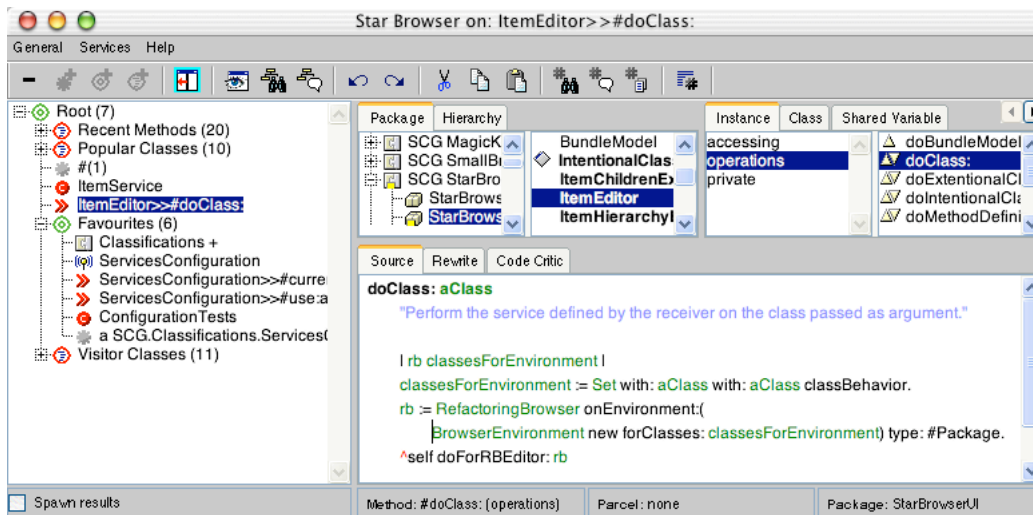 Star Browser on: ItemEditor>>#doClass:
General Services Help
Root (7)
Recent Methods (20)
Popular Classes (10)
#(1)
ItemService
ItemEditor>>#doClass:
Favourites (6)
Classifications +
ServicesConfiguration
ServicesConfiguration>>#curre
ServicesConfiguration>>#use:a
ConfigurationTests
a SCG.Classifications.Services(
Visitor Classes (11)
Spawn results
Package Hierarchy
SCG MagicK
SCG SmallBr
SCG StarBro
StarBrows
StarBrows
BundleModel
IntentionalClas
ItemChildrenEx
ItemEditor
ItemHierarchyI
Instance Class Shared Variable
accessing
operations
private
doBundleModel
doClass:
doExtentionalCl
doIntentionalCla
doMethodDefini
Source Rewrite Code Critic
doClass: aClass
"Perform the service defined by the receiver on the class passed as argument."
| rb classesForEnvironment |
classesForEnvironment := Set with: aClass with: aClass classBehavior.
rb := RefactoringBrowser onEnvironment:(
BrowserEnvironment new forClasses: classesForEnvironment) type: #Package.
^self doForRBEditor: rb
Method: #doClass: (operations)
Parcel: none
Package: StarBrowserUI